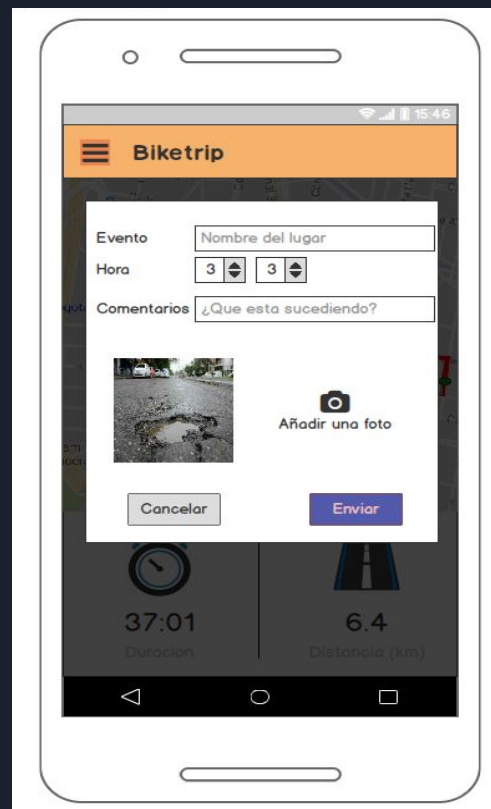 15:46
Biketrip
Evento Nombre del lugar
Hora 3 3
Comentarios ¿Que esta sucediendo?
Añadir una foto
Cancelar Enviar
37:01 6.4
Duracion Distancia (km)